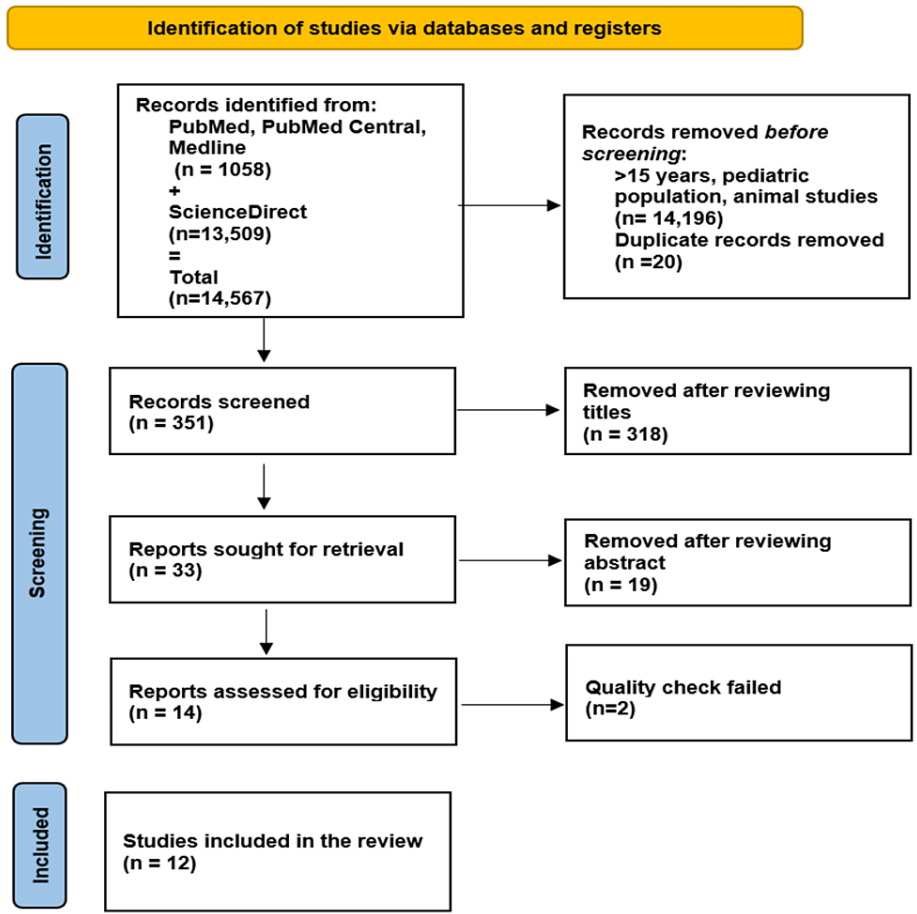 Identification of studies via databases and registers
Identification
Records identified from:
PubMed, PubMed Central,
Medline
(n = 1058)
+
ScienceDirect
(n=13,509)
=
Total
(n=14,567)
Records removed before
screening:
>15 years, pediatric
population, animal studies
(n= 14,196)
Duplicate records removed
(n =20)
Screening
Records screened
(n = 351)
Removed after reviewing
titles
(n = 318)
Reports sought for retrieval
(n = 33)
Removed after reviewing
abstract
(n = 19)
Reports assessed for eligibility
(n = 14)
Quality check failed
(n=2)
Included
Studies included in the review
(n = 12)